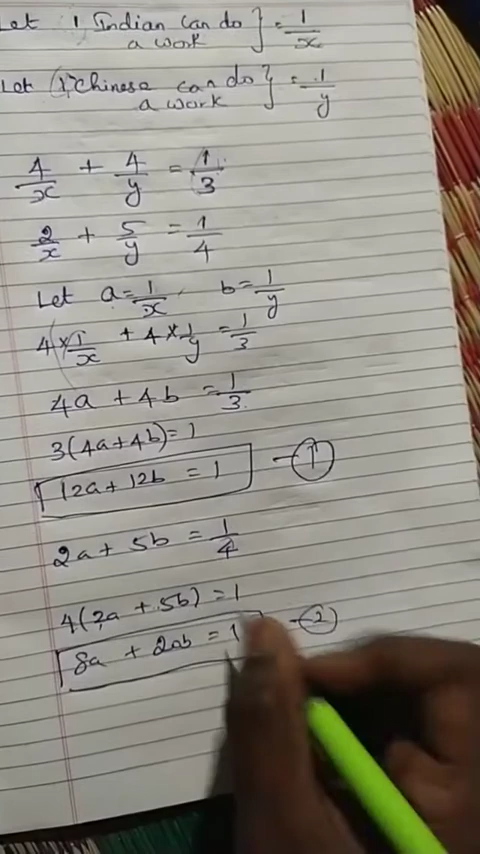 Let 1 Indian can do } = 1/x
a work
Let (1) Chinese can do } = 1/y
a work
4/x + 4/y = 1/3
2/x + 5/y = 1/4
Let a = 1/x b = 1/y
4 × 1/x + 4 × 1/y = 1/3
4a + 4b = 1/3
3(4a+4b) = 1
12a + 12b = 1 — 1
2a + 5b = 1/4
4(2a + 5b) = 1
8a + 20b = 1 — 2